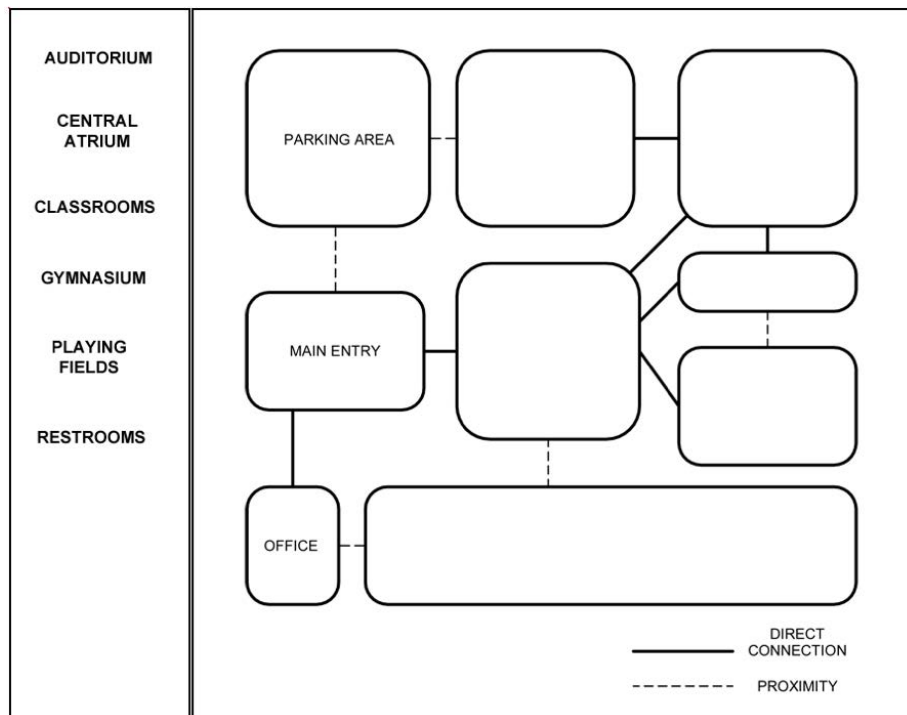 AUDITORIUM
CENTRAL
ATRIUM
CLASSROOMS
GYMNASIUM
PLAYING
FIELDS
RESTROOMS
PARKING AREA
MAIN ENTRY
OFFICE
DIRECT
CONNECTION
PROXIMITY